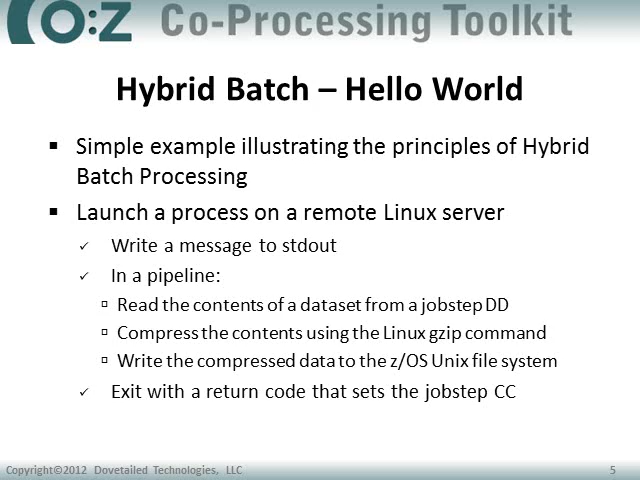 CO:Z Co-Processing Toolkit
Hybrid Batch – Hello World
▪ Simple example illustrating the principles of Hybrid
Batch Processing
▪ Launch a process on a remote Linux server
✓ Write a message to stdout
✓ In a pipeline:
▫ Read the contents of a dataset from a jobstep DD
▫ Compress the contents using the Linux gzip command
▫ Write the compressed data to the z/OS Unix file system
✓ Exit with a return code that sets the jobstep CC
Copyright©2012 Dovetailed Technologies, LLC
5